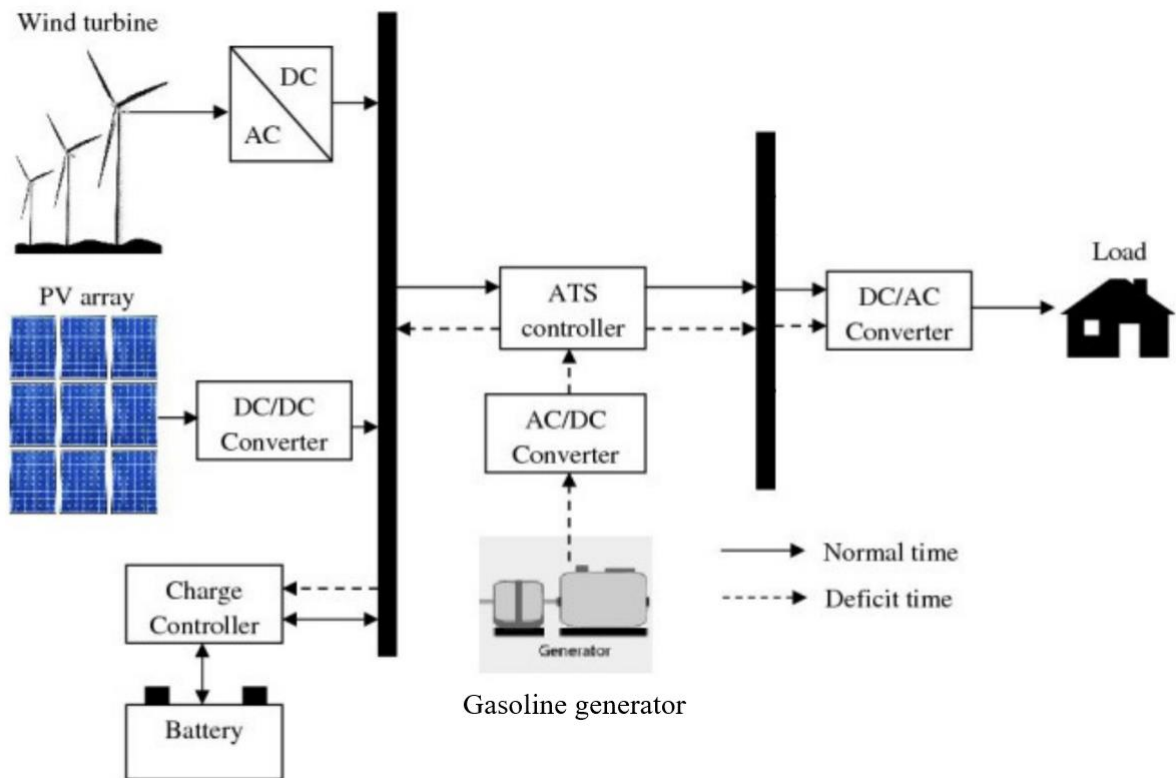 Wind turbine
DC
AC
PV array
DC/DC
Converter
Charge
Controller
Battery
ATS
controller
AC/DC
Converter
Generator
Gasoline generator
DC/AC
Converter
Load
Normal time
Deficit time